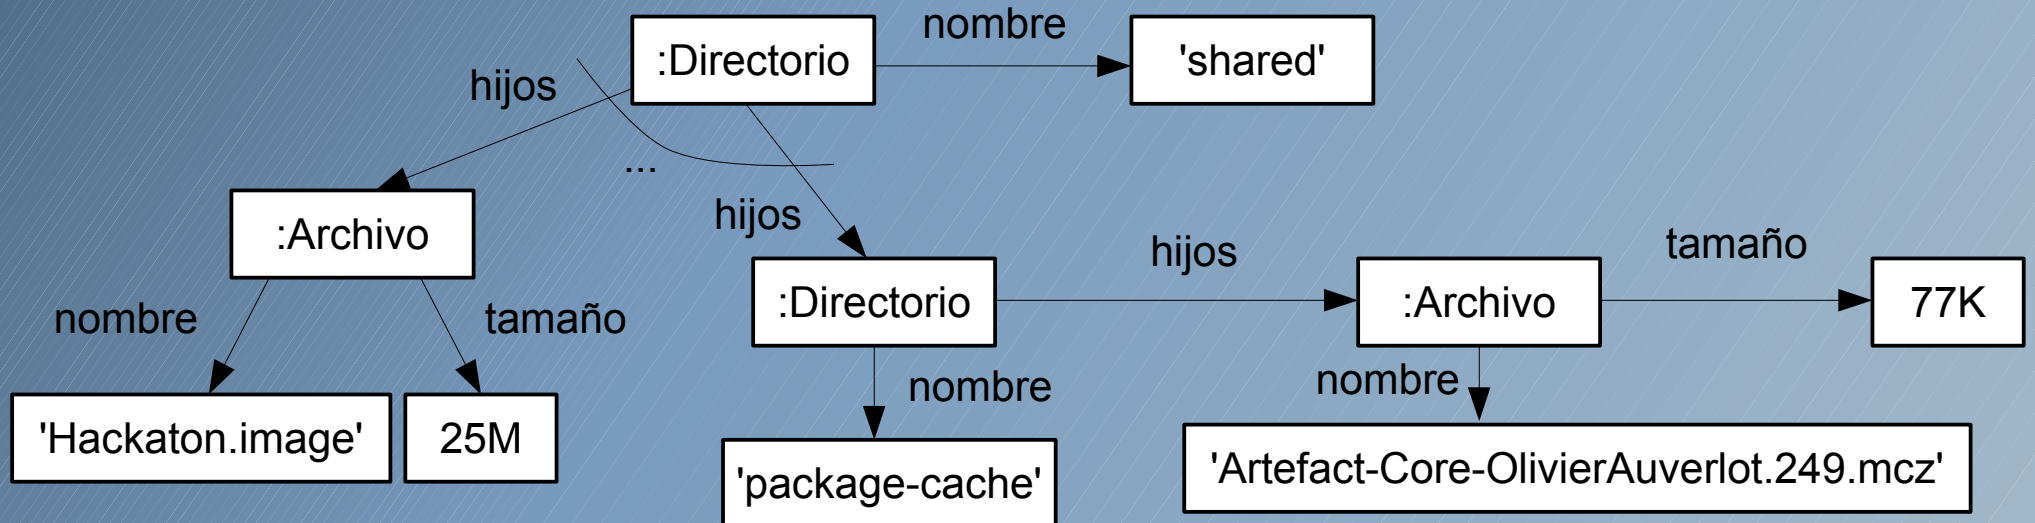 nombre
:Directorio
'shared'
hijos
...
:Archivo
hijos
hijos
tamaño
:Directorio
:Archivo
77K
nombre
tamaño
nombre
nombre
'Hackaton.image'
25M
'package-cache'
'Artefact-Core-OlivierAuverlot.249.mcz'